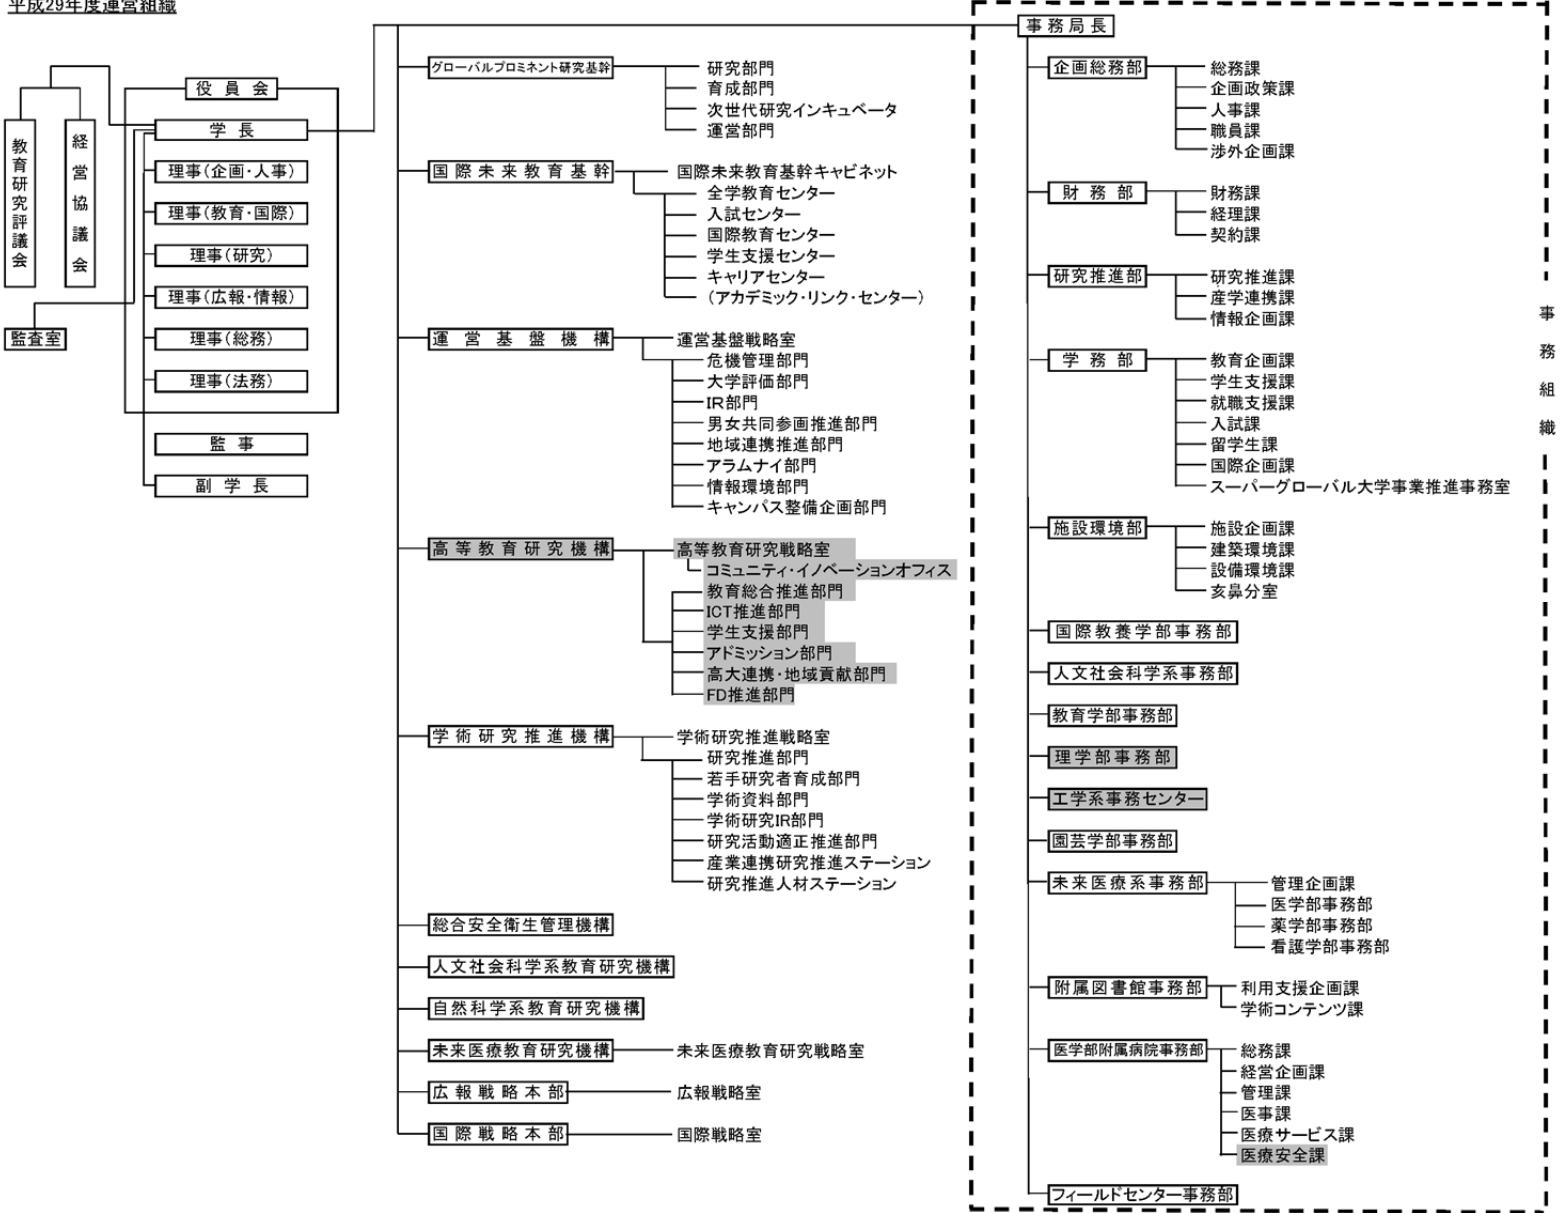 平成29年度運営組織
教育研究評議会
経営協議会
監査室
役員会
学長
理事(企画・人事)
理事(教育・国際)
理事(研究)
理事(広報・情報)
理事(総務)
理事(法務)
監事
副学長
グローバルプロミネント研究基幹
研究部門
育成部門
次世代研究インキュベータ
運営部門
国際未来教育基幹
国際未来教育基幹キャビネット
全学教育センター
入試センター
国際教育センター
学生支援センター
キャリアセンター
(アカデミック・リンク・センター)
運営基盤機構
運営基盤戦略室
危機管理部門
大学評価部門
IR部門
男女共同参画推進部門
地域連携推進部門
アラムナイ部門
情報環境部門
キャンパス整備企画部門
高等教育研究機構
高等教育研究戦略室
コミュニティ・イノベーションオフィス
教育総合推進部門
ICT推進部門
学生支援部門
アドミッション部門
高大連携・地域貢献部門
FD推進部門
学術研究推進機構
学術研究推進戦略室
研究推進部門
若手研究者育成部門
学術資料部門
学術研究IR部門
研究活動適正推進部門
産業連携研究推進ステーション
研究推進人材ステーション
総合安全衛生管理機構
人文社会科学系教育研究機構
自然科学系教育研究機構
未来医療教育研究機構
未来医療教育研究戦略室
広報戦略本部
広報戦略室
国際戦略本部
国際戦略室
事務局長
企画総務部
総務課
企画政策課
人事課
職員課
渉外企画課
財務部
財務課
経理課
契約課
研究推進部
研究推進課
産学連携課
情報企画課
学務部
教育企画課
学生支援課
就職支援課
入試課
留学生課
国際企画課
スーパーグローバル大学事業推進事務室
施設環境部
施設企画課
建築環境課
設備環境課
亥鼻分室
国際教養学部事務部
人文社会科学系事務部
教育学部事務部
理学部事務部
工学系事務センター
園芸学部事務部
未来医療系事務部
管理企画課
医学部事務部
薬学部事務部
看護学部事務部
附属図書館事務部
利用支援企画課
学術コンテンツ課
医学部附属病院事務部
総務課
経営企画課
管理課
医事課
医療サービス課
医療安全課
フィールドセンター事務部
事務組織